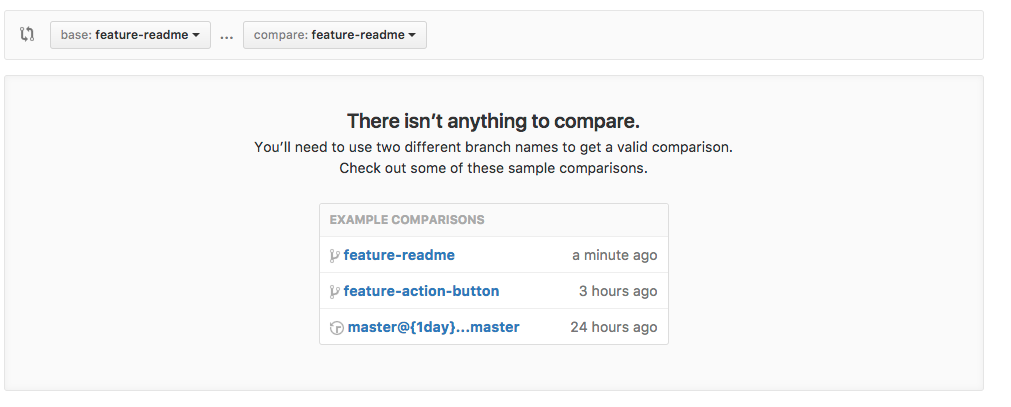 base: feature-readme ... compare: feature-readme
There isn’t anything to compare.
You’ll need to use two different branch names to get a valid comparison.
Check out some of these sample comparisons.
EXAMPLE COMPARISONS
feature-readme a minute ago
feature-action-button 3 hours ago
master@{1day}...master 24 hours ago